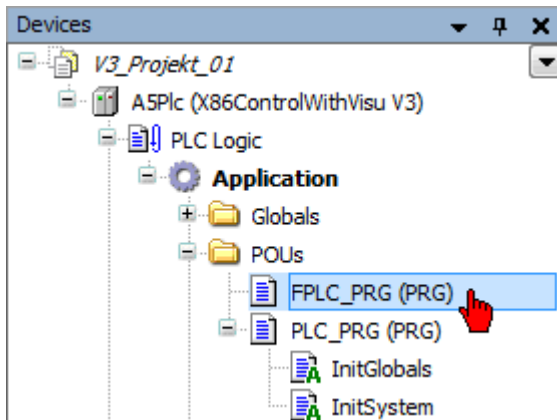 Devices
V3_Projekt_01
A5Plc (X86ControlWithVisu V3)
PLC Logic
Application
Globals
POUs
FPLC_PRG (PRG)
PLC_PRG (PRG)
InitGlobals
InitSystem